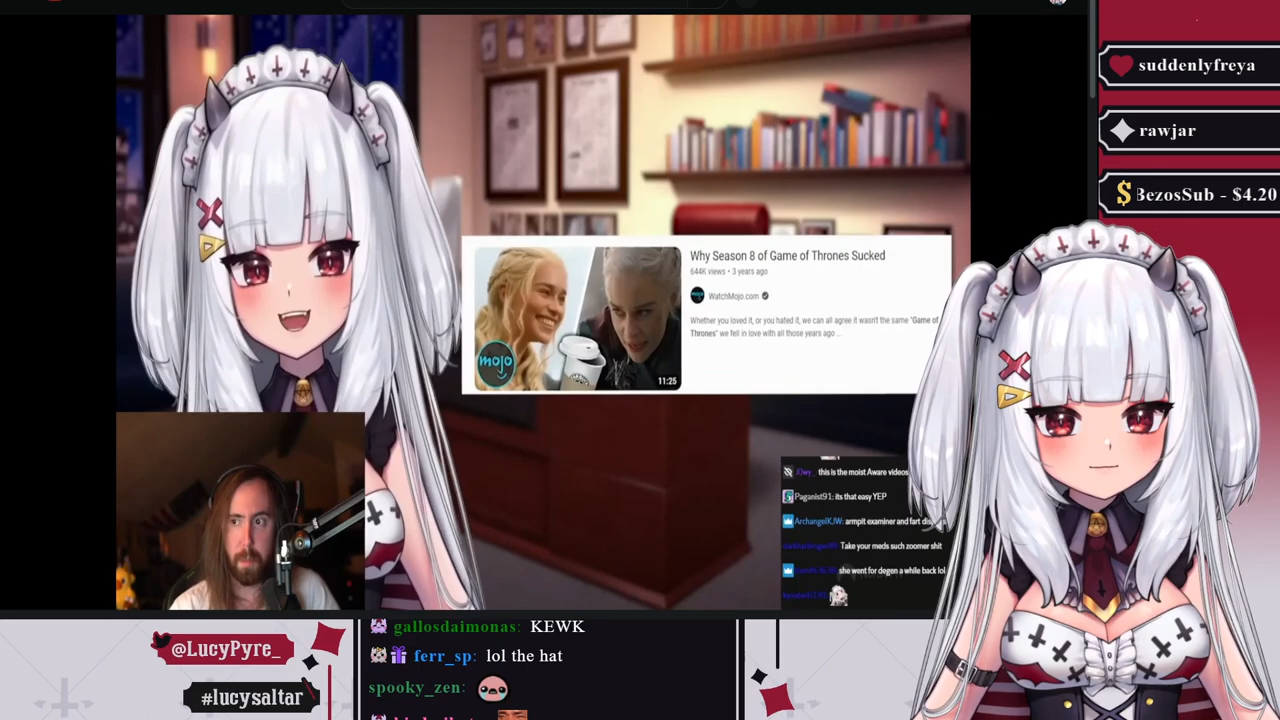 suddenlyfreya
rawjar
$ BezosSub - $4.20
Why Season 8 of Game of Thrones Sucked
644K views • 3 years ago
WatchMojo.com
Whether you loved it, or you hated it, we can all agree it wasn't the same "Game of
Thrones" we fell in love with all those years ago ...
mojo
11:25
this is the moist Aware videos
Paganist91: its that easy YEP
ArchangelKJW: armpit examiner and fart
Take your meds such zoomer shit
she went for degen a while back lol
@LucyPyre_
#lucysaltar
gallosdaimonas: KEWK
ferr_sp: lol the hat
spooky_zen: